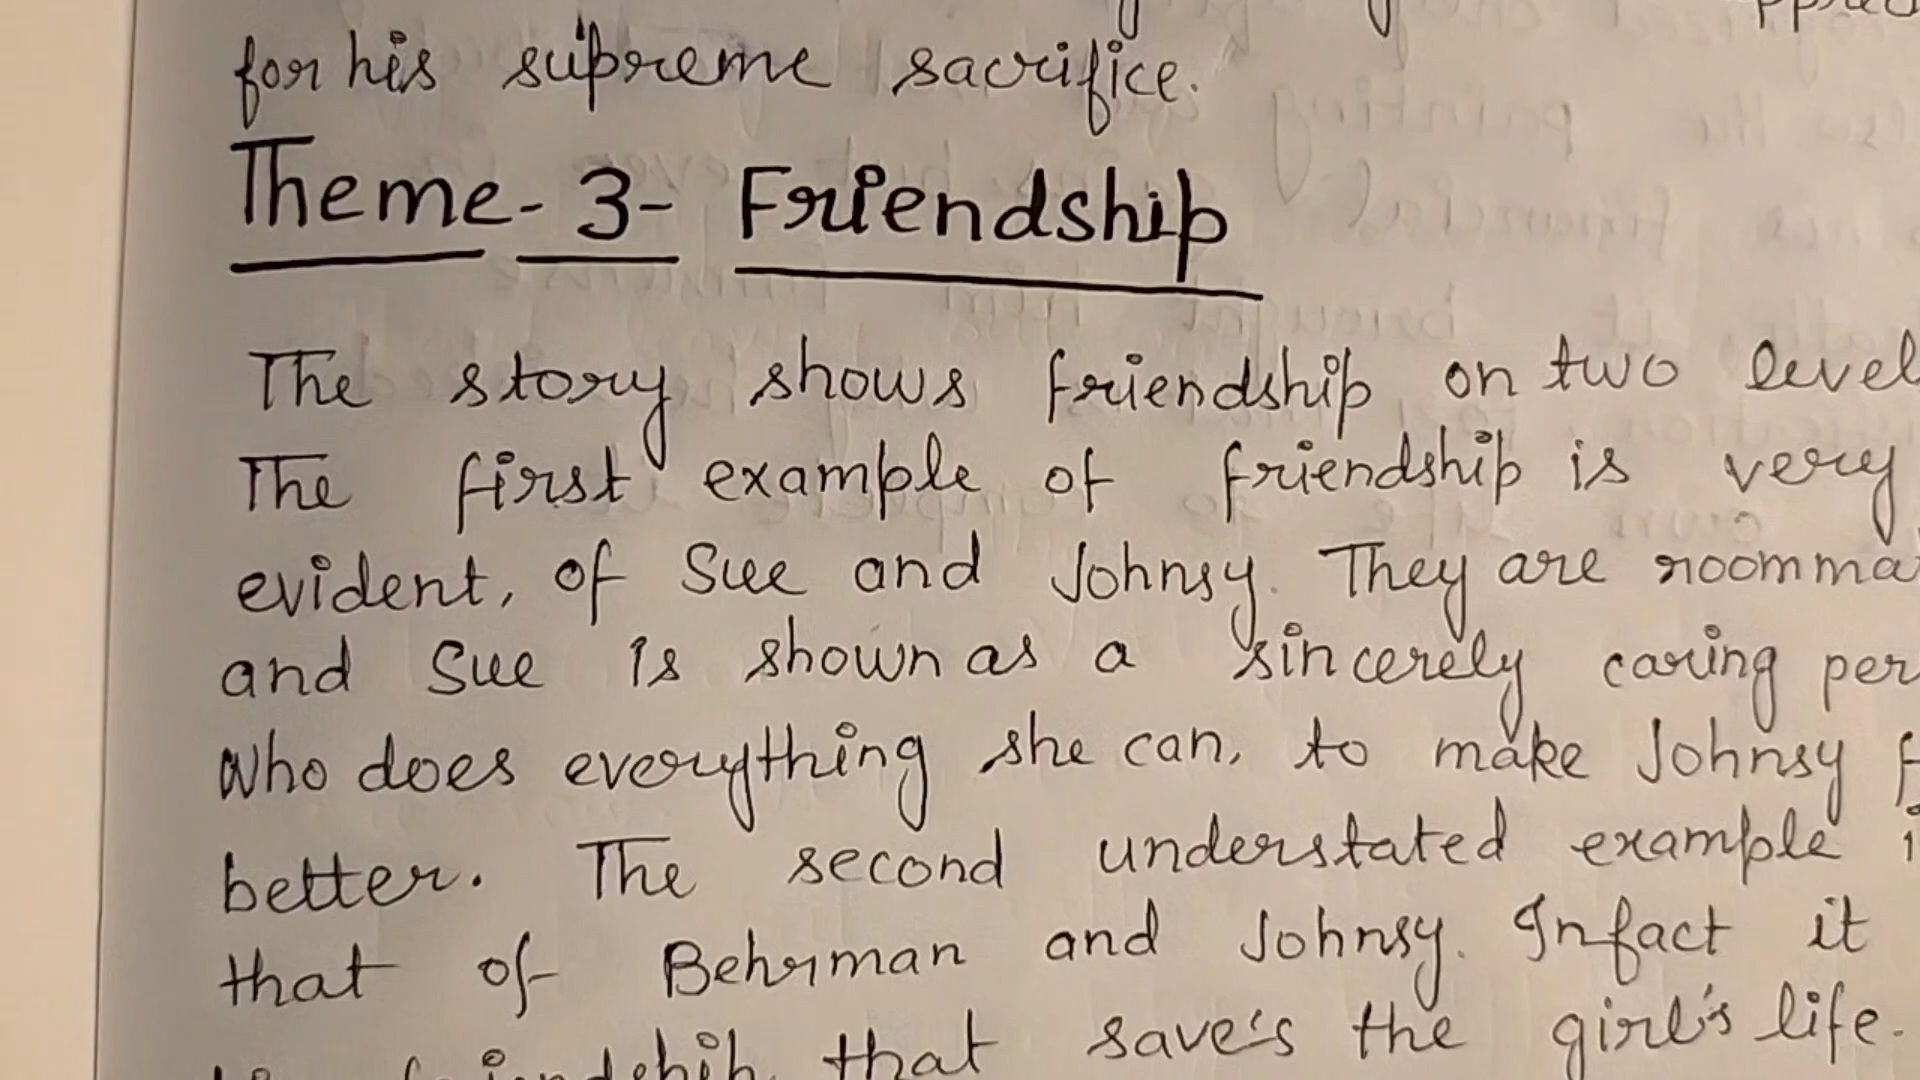 for his supreme sacrifice.
Theme - 3 - Friendship
The story shows friendship on two level
The first example of friendship is very
evident, of Sue and Johnsy. They are roomma
and Sue is shown as a sincerely caring per
who does everything she can, to make Johnsy f
better. The second understated example i
that of Behrman and Johnsy. Infact it
friendship that save's the girl's life.